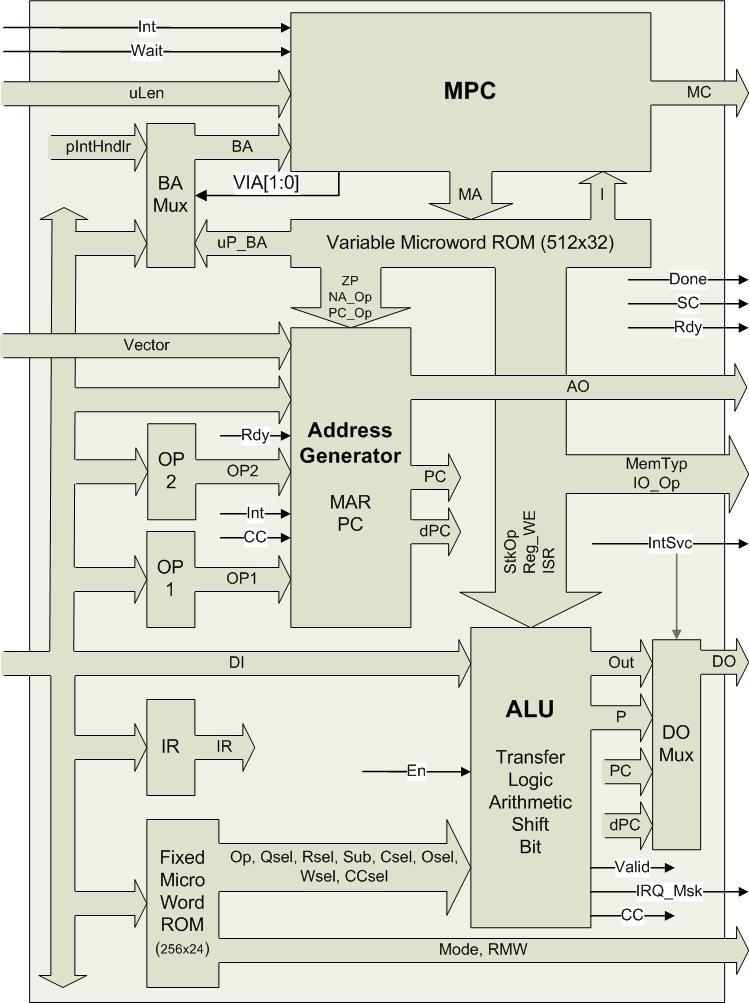 Int
Wait
uLen
MPC
MC
pIntHndlr
BA
BA
Mux
VIA[1:0]
MA
I
uP_BA
Variable Microword ROM (512x32)
ZP
NA_Op
PC_Op
Done
SC
Rdy
Vector
AO
Address
Generator
MAR
PC
Rdy
OP
2
OP2
PC
MemTyp
IO_Op
Int
CC
dPC
StkOp
Reg_WE
ISR
IntSvc
OP
1
OP1
DI
Out
DO
ALU
P
DO
Mux
IR
IR
En
Transfer
Logic
Arithmetic
Shift
Bit
PC
dPC
Fixed
Micro
Word
ROM
(256x24)
Op, Qsel, Rsel, Sub, Csel, Osel,
Wsel, CCsel
Valid
IRQ_Msk
CC
Mode, RMW